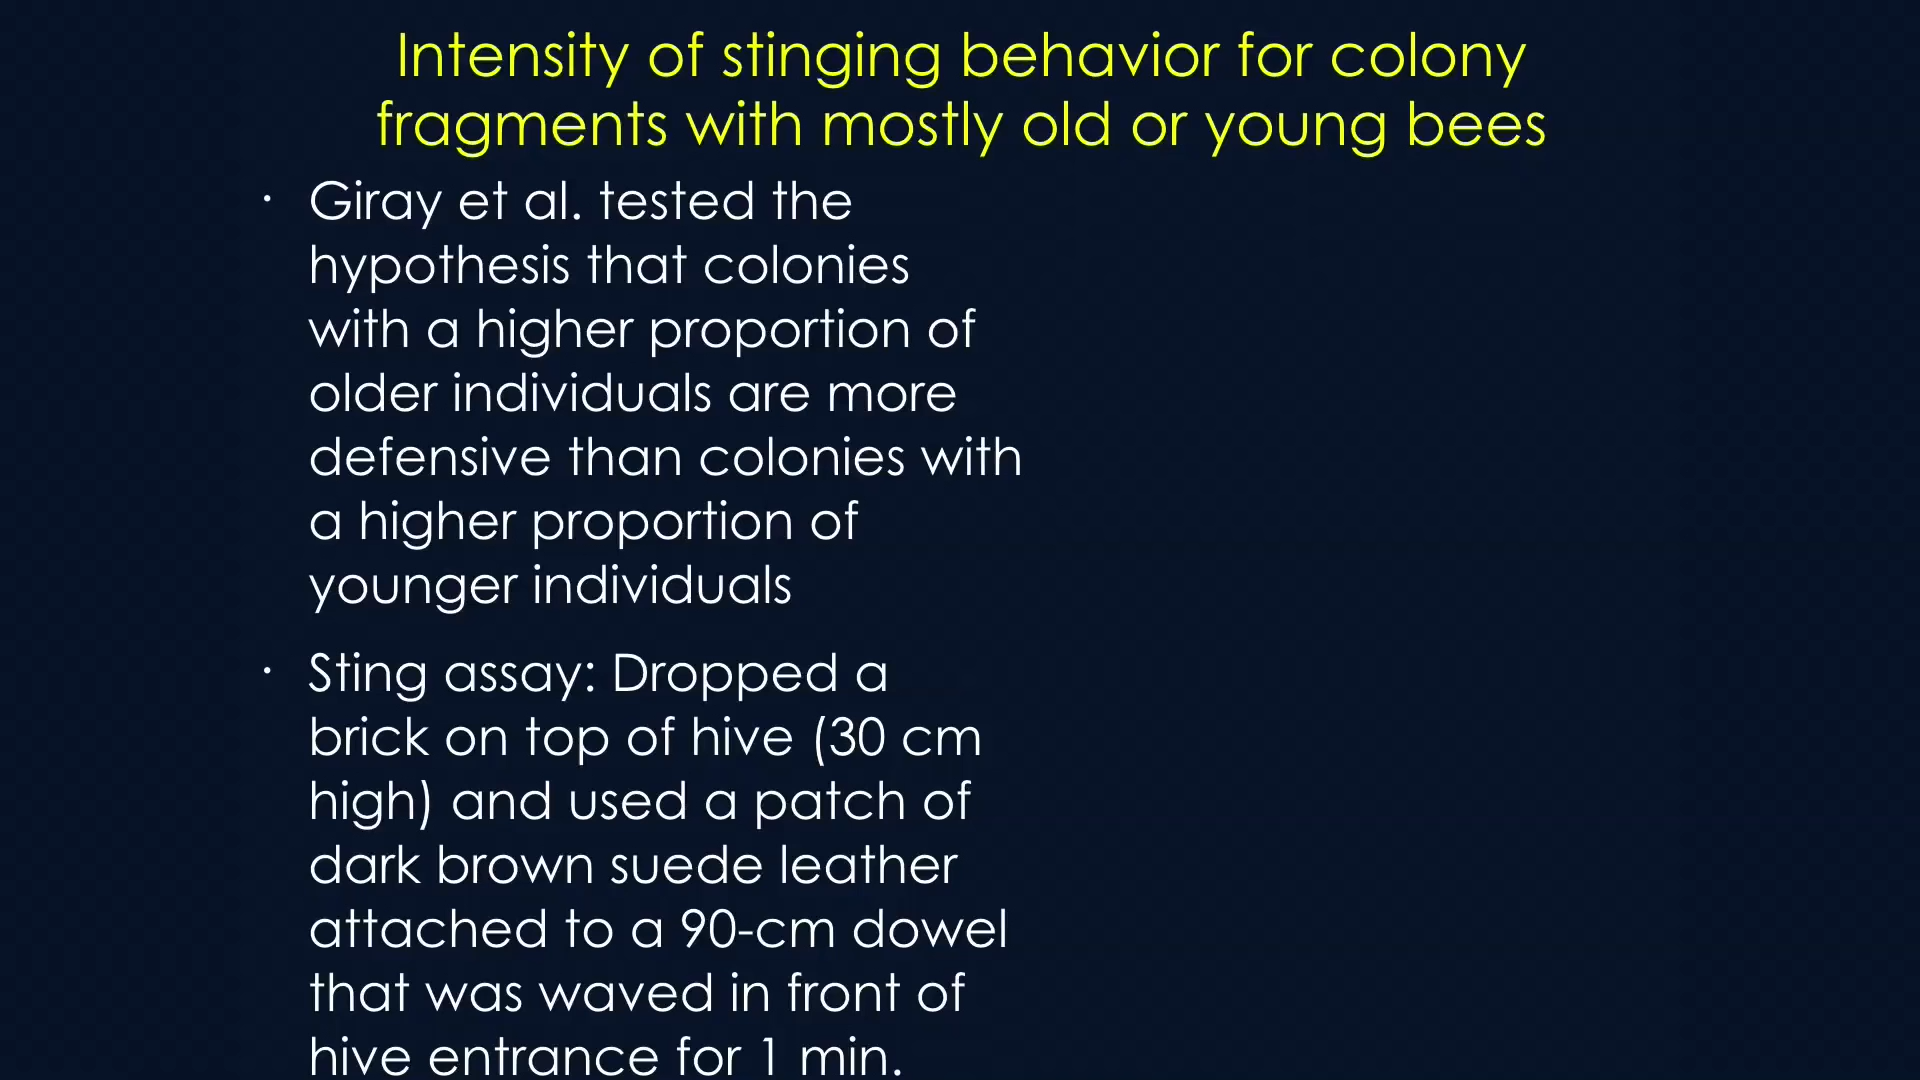 Intensity of stinging behavior for colony
fragments with mostly old or young bees
· Giray et al. tested the
hypothesis that colonies
with a higher proportion of
older individuals are more
defensive than colonies with
a higher proportion of
younger individuals
· Sting assay: Dropped a
brick on top of hive (30 cm
high) and used a patch of
dark brown suede leather
attached to a 90-cm dowel
that was waved in front of
hive entrance for 1 min.